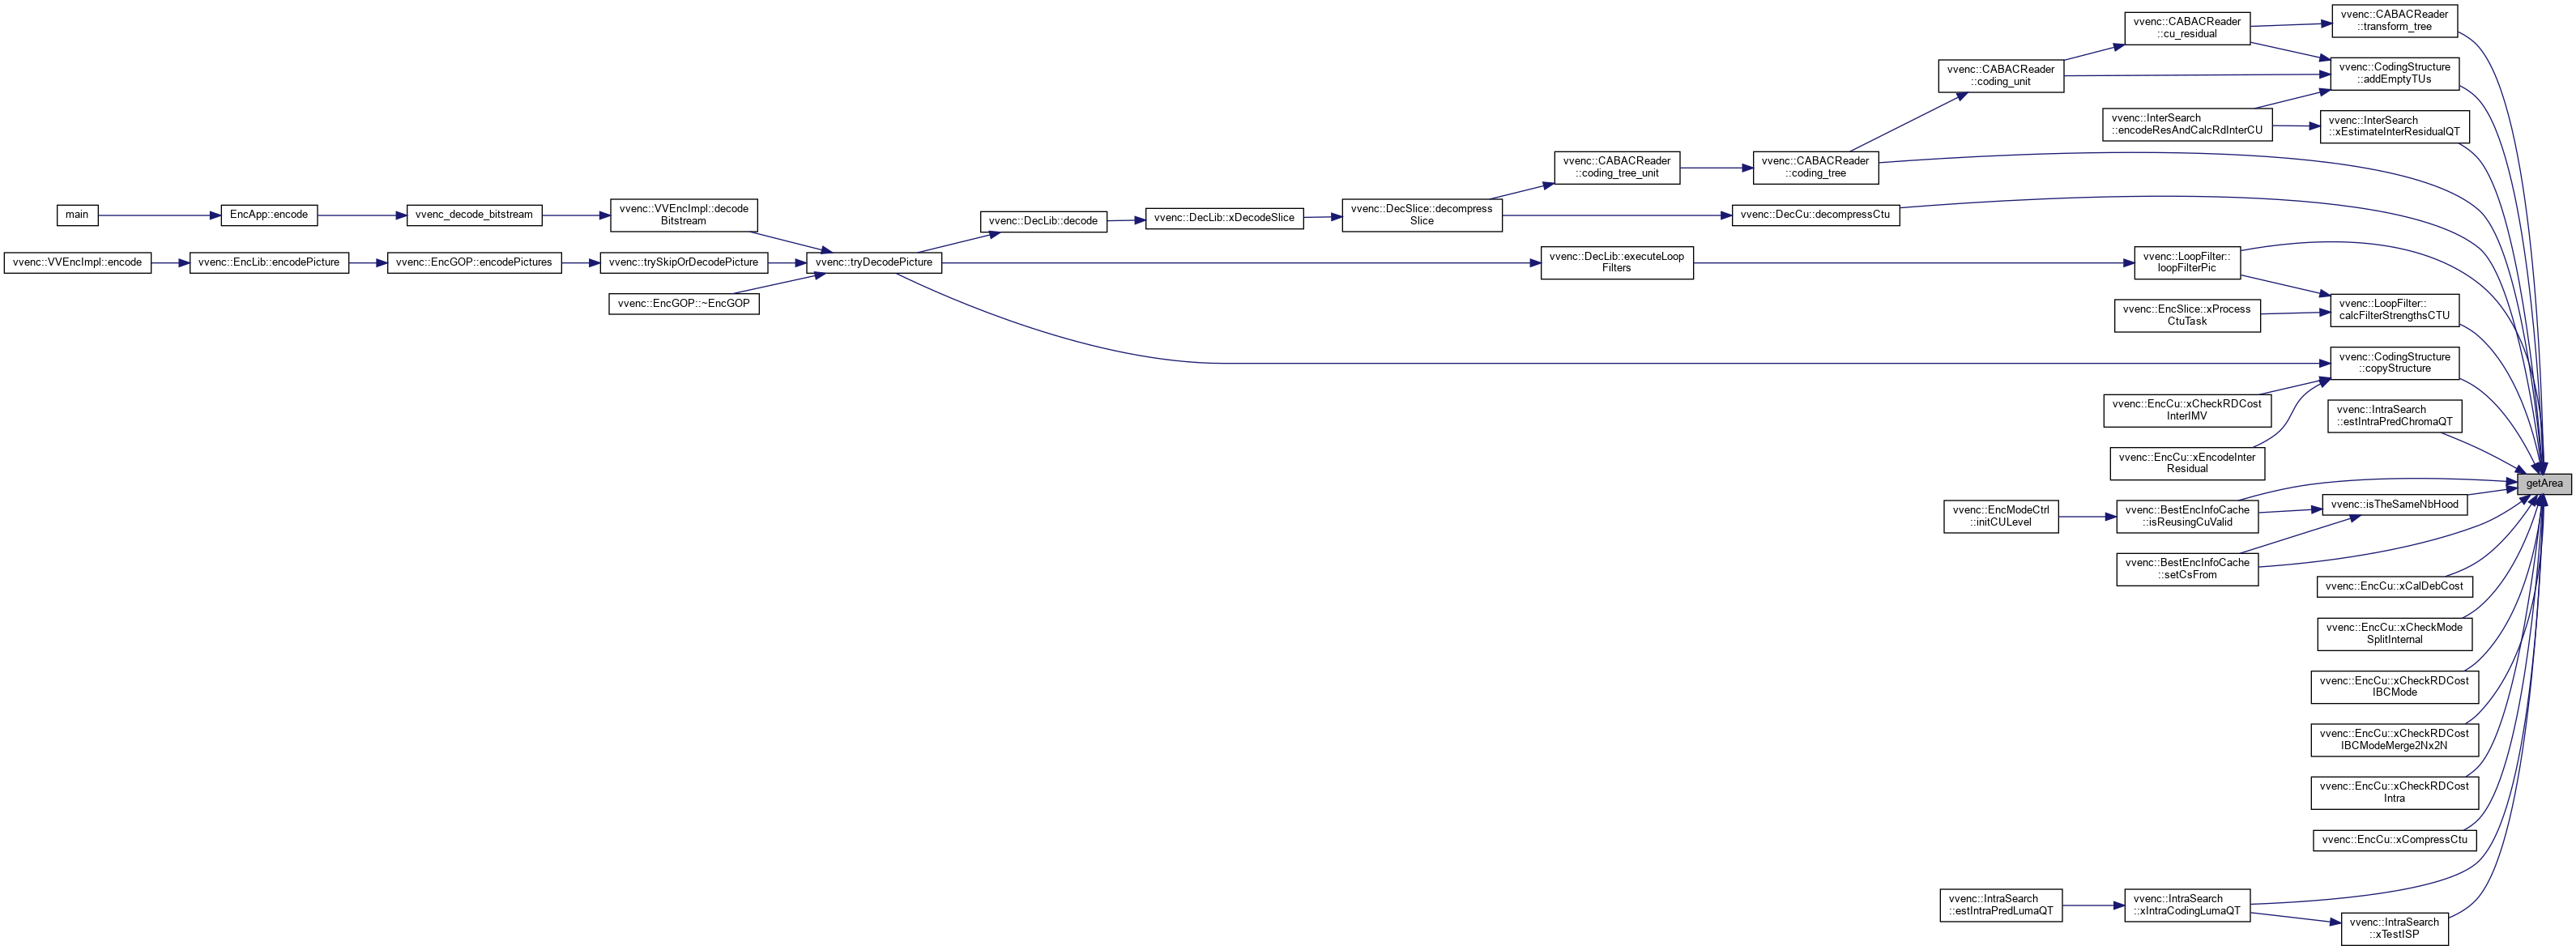 vvenc::CABACReader
::transform_tree
vvenc::CABACReader
::cu_residual
vvenc::CodingStructure
::addEmptyTUs
vvenc::CABACReader
::coding_unit
vvenc::InterSearch
::encodeResAndCalcRdInterCU
vvenc::InterSearch
::xEstimateInterResidualQT
vvenc::CABACReader
::coding_tree_unit
vvenc::CABACReader
::coding_tree
main
EncApp::encode
vvenc_decode_bitstream
vvenc::VVEncImpl::decode
Bitstream
vvenc::DecLib::decode
vvenc::DecLib::xDecodeSlice
vvenc::DecSlice::decompress
Slice
vvenc::DecCu::decompressCtu
vvenc::VVEncImpl::encode
vvenc::EncLib::encodePicture
vvenc::EncGOP::encodePictures
vvenc::trySkipOrDecodePicture
vvenc::tryDecodePicture
vvenc::DecLib::executeLoop
Filters
vvenc::LoopFilter::
loopFilterPic
vvenc::EncGOP::~EncGOP
vvenc::EncSlice::xProcess
CtuTask
vvenc::LoopFilter::
calcFilterStrengthsCTU
vvenc::CodingStructure
::copyStructure
vvenc::EncCu::xCheckRDCost
InterIMV
vvenc::IntraSearch
::estIntraPredChromaQT
vvenc::EncCu::xEncodeInter
Residual
getArea
vvenc::EncModeCtrl
::initCULevel
vvenc::BestEncInfoCache
::isReusingCuValid
vvenc::isTheSameNbHood
vvenc::BestEncInfoCache
::setCsFrom
vvenc::EncCu::xCalDebCost
vvenc::EncCu::xCheckMode
SplitInternal
vvenc::EncCu::xCheckRDCost
IBCMode
vvenc::EncCu::xCheckRDCost
IBCModeMerge2Nx2N
vvenc::EncCu::xCheckRDCost
Intra
vvenc::EncCu::xCompressCtu
vvenc::IntraSearch
::estIntraPredLumaQT
vvenc::IntraSearch
::xIntraCodingLumaQT
vvenc::IntraSearch
::xTestISP